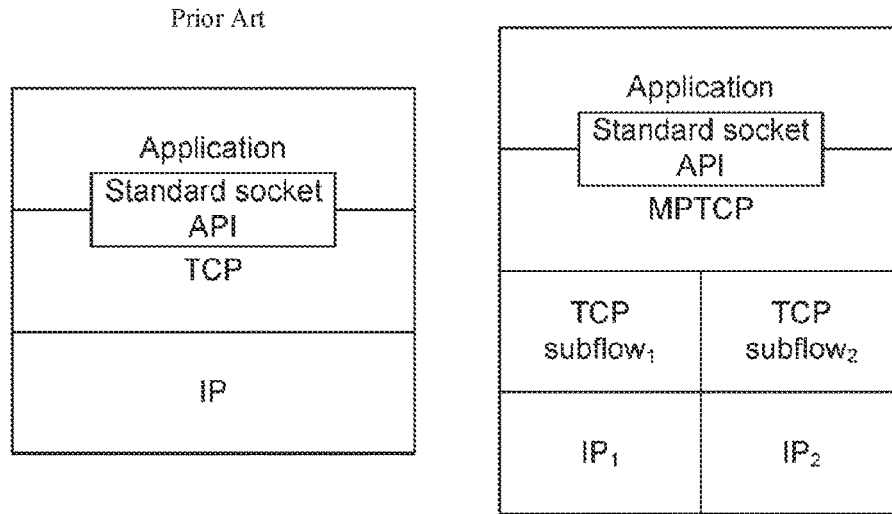 Prior Art
Application
Standard socket
API
TCP
IP
Application
Standard socket
API
MPTCP
TCP
subflow₁
TCP
subflow₂
IP₁
IP₂